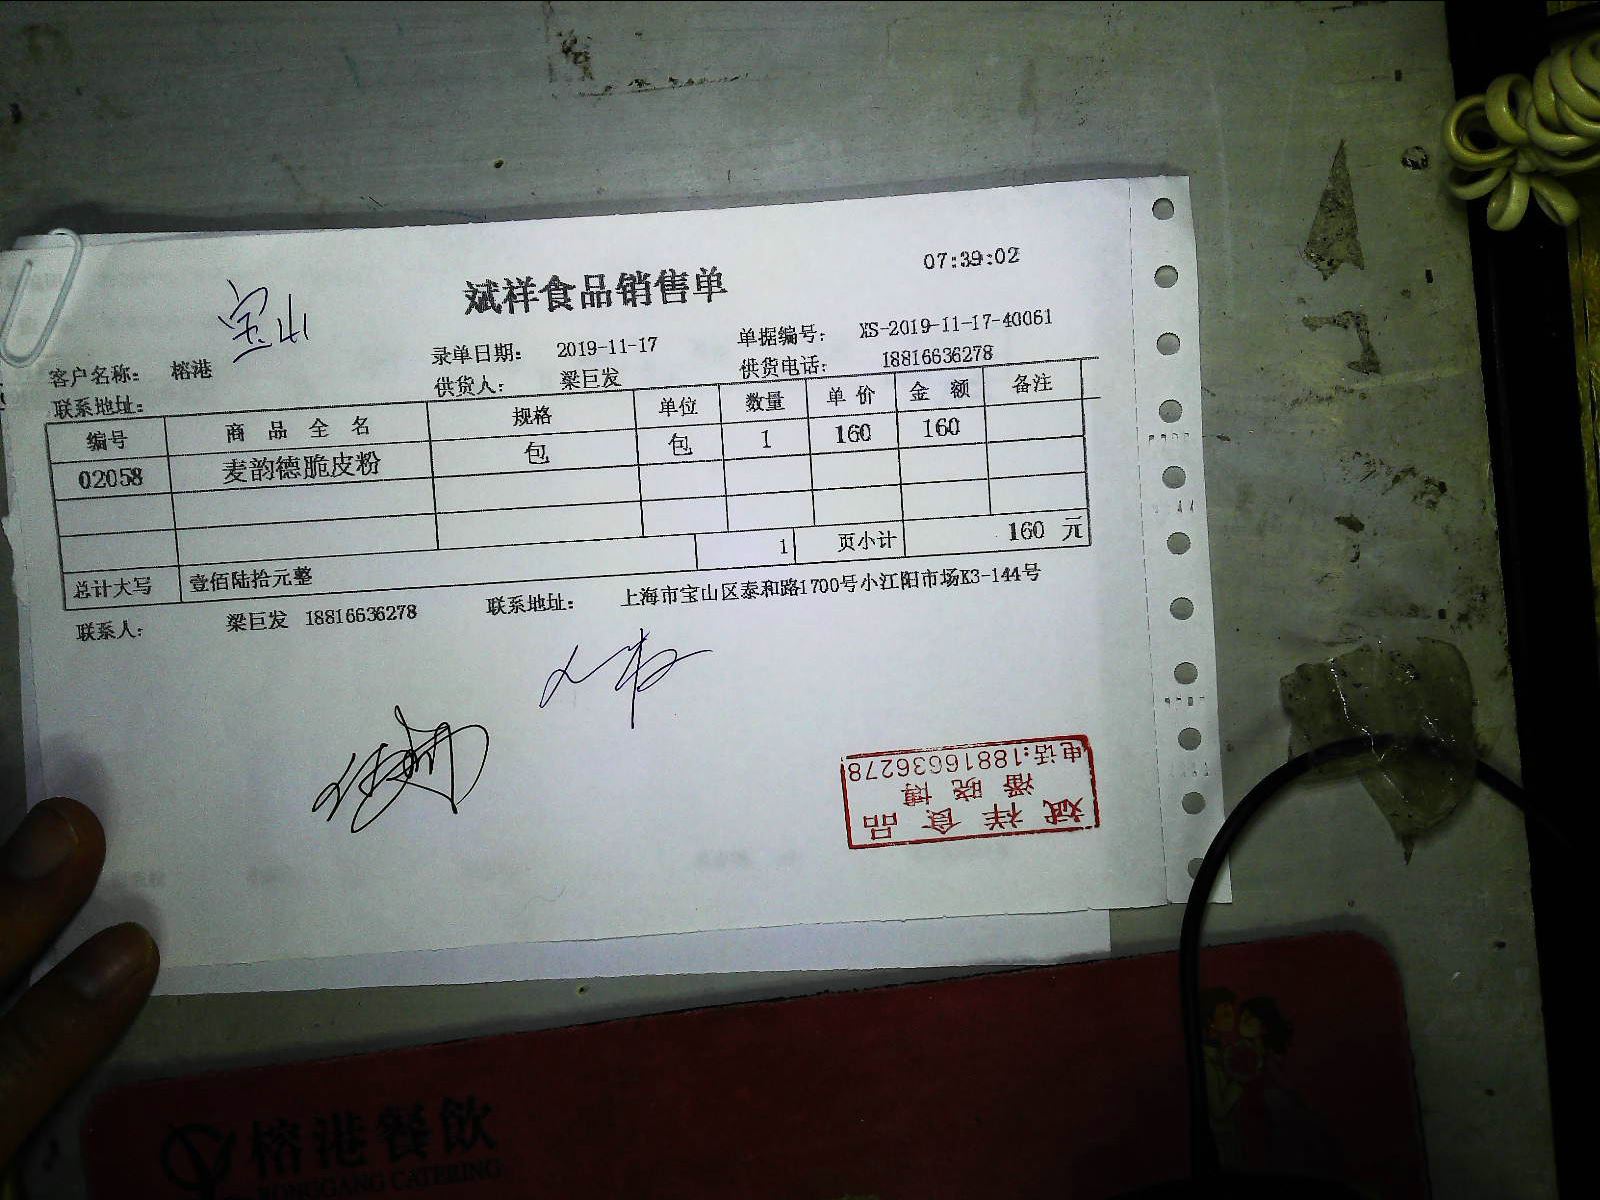 07:39:02
斌祥食品销售单
宝山
客户名称： 榕港 录单日期： 2019-11-17 单据编号： XS-2019-11-17-40061
联系地址： 供货人： 梁巨发 供货电话： 18816636278
编号 商品全名 规格 单位 数量 单价 金额 备注
02058 麦韵德脆皮粉 包 包 1 160 160
1 页小计 160 元
总计大写 壹佰陆拾元整
联系人： 梁巨发 18816636278 联系地址： 上海市宝山区泰和路1700号小江阳市场K3-144号
斌祥食品
潘晓博
电话:18816636278
榕港餐飲
RONGGANG CATERING